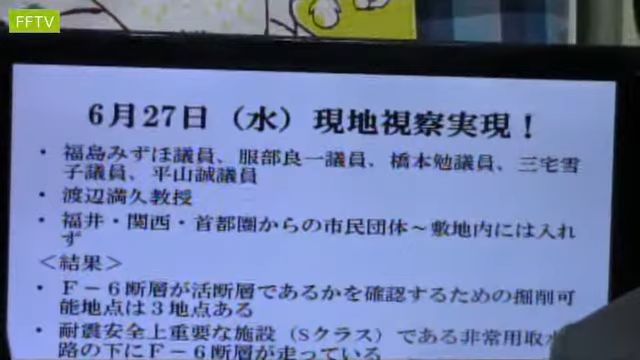 FFTV
6月27日（水）現地視察実現！
・ 福島みずほ議員、服部良一議員、橋本勉議員、三宅雪
子議員、平山誠議員
・ 渡辺満久教授
・ 福井・関西・首都圏からの市民団体～敷地内には入れ
ず
＜結果＞
・ Ｆ－６断層が活断層であるかを確認するための掘削可
能地点は３地点ある
・ 耐震安全上重要な施設（Sクラス）である非常用取水
路の下にＦ－６断層が走っている